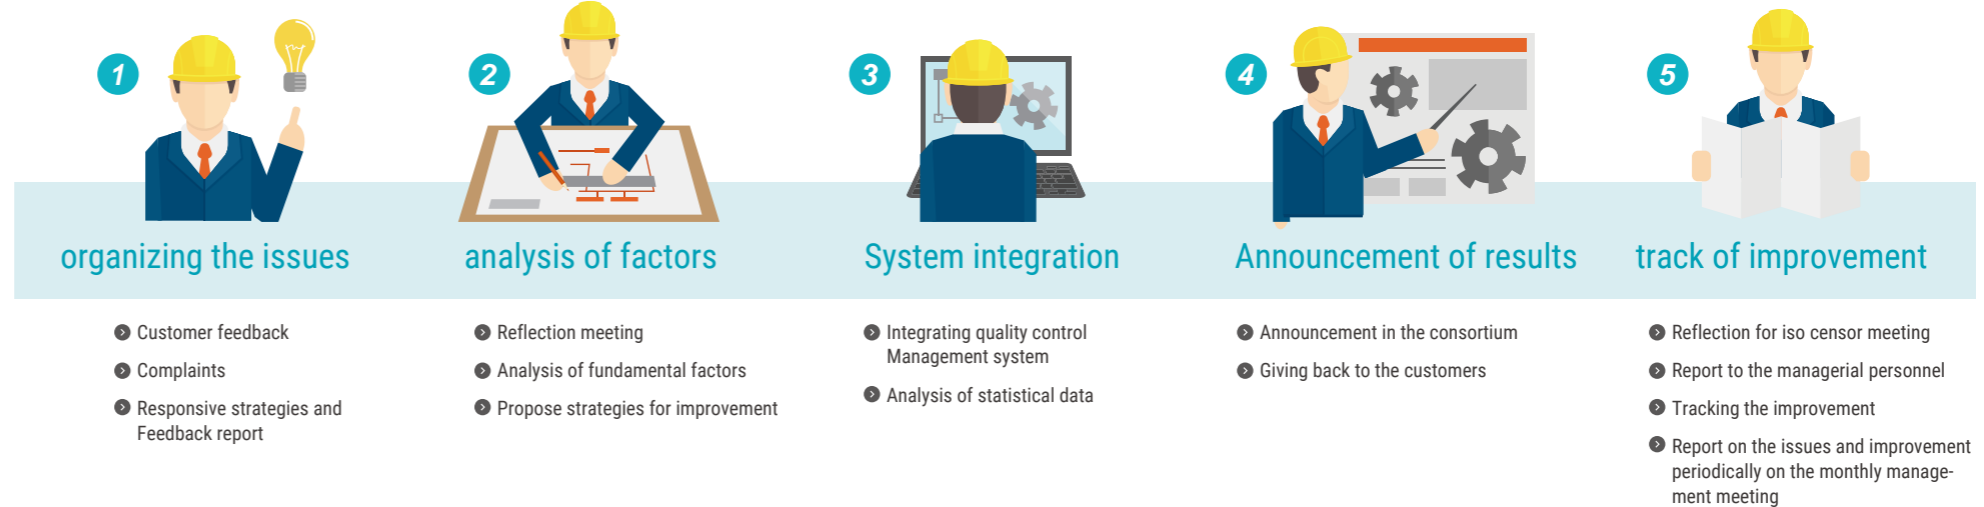 1
organizing the issues
Customer feedback
Complaints
Responsive strategies and
Feedback report
2
analysis of factors
Reflection meeting
Analysis of fundamental factors
Propose strategies for improvement
3
System integration
Integrating quality control
Management system
Analysis of statistical data
4
Announcement of results
Announcement in the consortium
Giving back to the customers
5
track of improvement
Reflection for iso censor meeting
Report to the managerial personnel
Tracking the improvement
Report on the issues and improvement
periodically on the monthly manage-
ment meeting